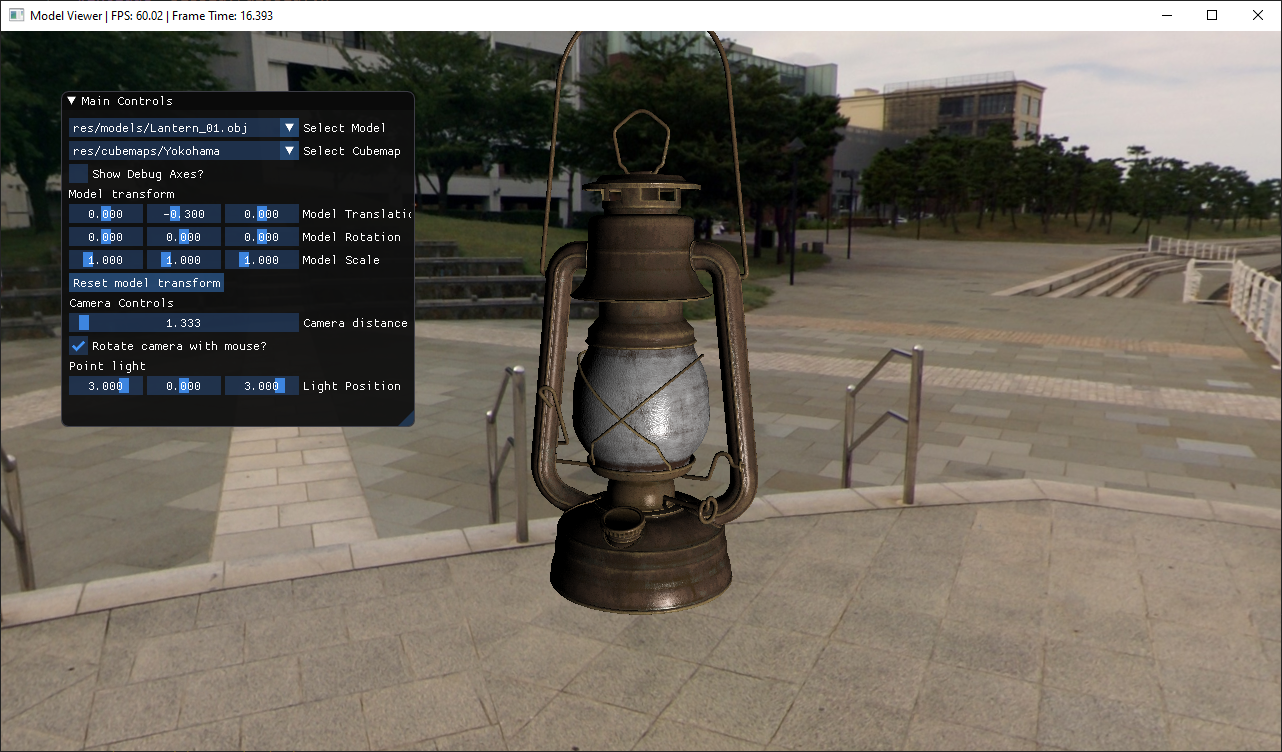 Model Viewer | FPS: 60.02 | Frame Time: 16.393
Main Controls
res/models/Lantern_01.obj Select Model
res/cubemaps/Yokohama Select Cubemap
Show Debug Axes?
Model transform
0.000 -0.300 0.000 Model Translatic
0.000 0.000 0.000 Model Rotation
1.000 1.000 1.000 Model Scale
Reset model transform
Camera Controls
1.333 Camera distance
Rotate camera with mouse?
Point light
3.000 0.000 3.000 Light Position